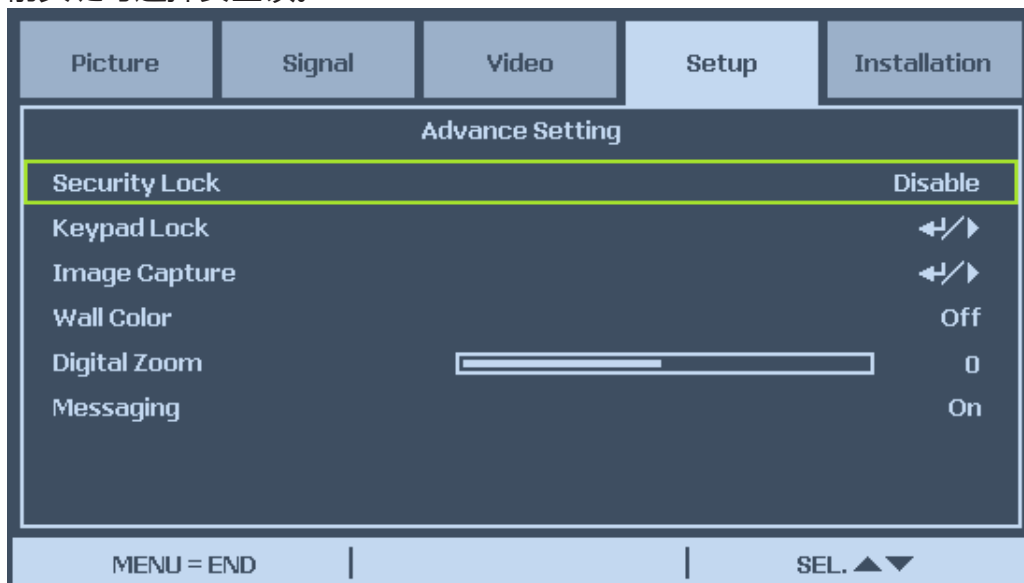 Picture Signal Video Setup Installation
Advance Setting
Security Lock Disable
Keypad Lock
Image Capture
Wall Color Off
Digital Zoom 0
Messaging On
MENU = END SEL.